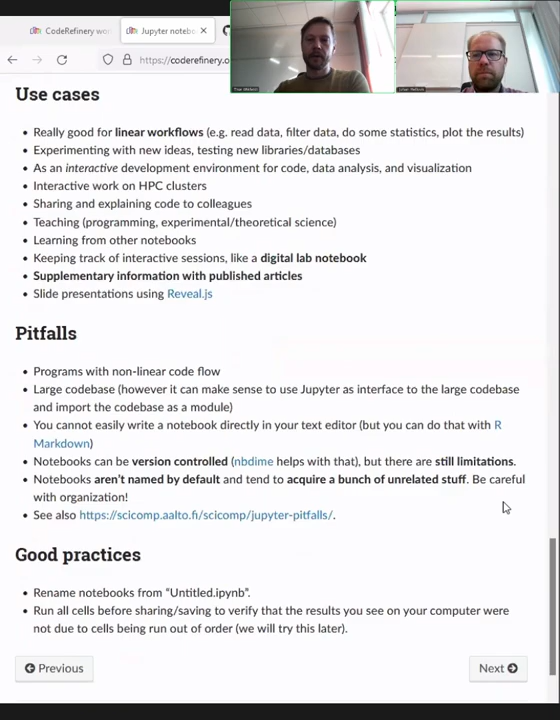 CodeRefinery wo
Jupyter notebo
https://coderefinery.o
Use cases
Really good for linear workflows (e.g. read data, filter data, do some statistics, plot the results)
Experimenting with new ideas, testing new libraries/databases
As an interactive development environment for code, data analysis, and visualization
Interactive work on HPC clusters
Sharing and explaining code to colleagues
Teaching (programming, experimental/theoretical science)
Learning from other notebooks
Keeping track of interactive sessions, like a digital lab notebook
Supplementary information with published articles
Slide presentations using Reveal.js
Pitfalls
Programs with non-linear code flow
Large codebase (however it can make sense to use Jupyter as interface to the large codebase
and import the codebase as a module)
You cannot easily write a notebook directly in your text editor (but you can do that with R
Markdown)
Notebooks can be version controlled (nbdime helps with that), but there are still limitations.
Notebooks aren't named by default and tend to acquire a bunch of unrelated stuff. Be careful
with organization!
See also https://scicomp.aalto.fi/scicomp/jupyter-pitfalls/.
Good practices
Rename notebooks from “Untitled.ipynb”.
Run all cells before sharing/saving to verify that the results you see on your computer were
not due to cells being run out of order (we will try this later).
Previous
Next